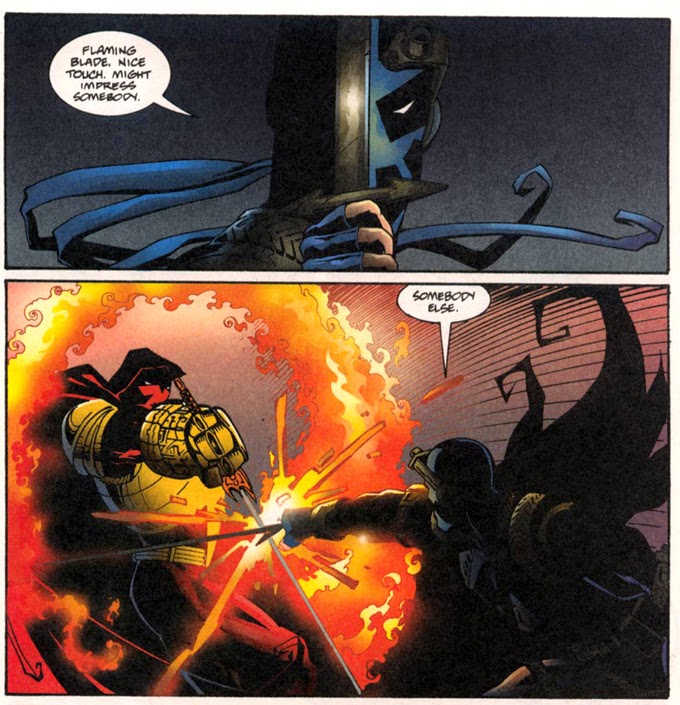 FLAMING
BLADE. NICE
TOUCH. MIGHT
IMPRESS
SOMEBODY.
SOMEBODY
ELSE.